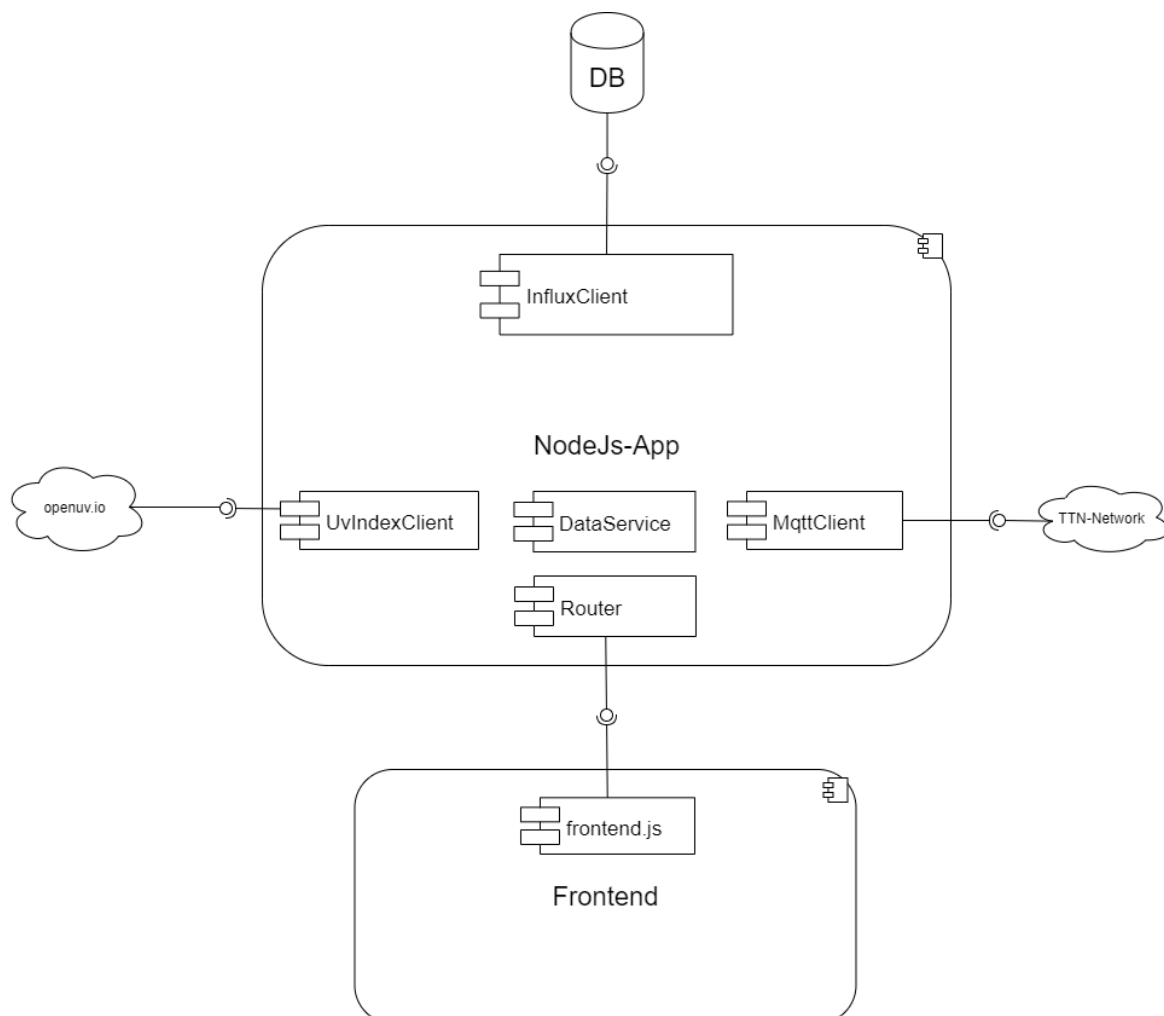 DB
InfluxClient
NodeJs-App
openuv.io
UvIndexClient
DataService
MqttClient
TTN-Network
Router
frontend.js
Frontend